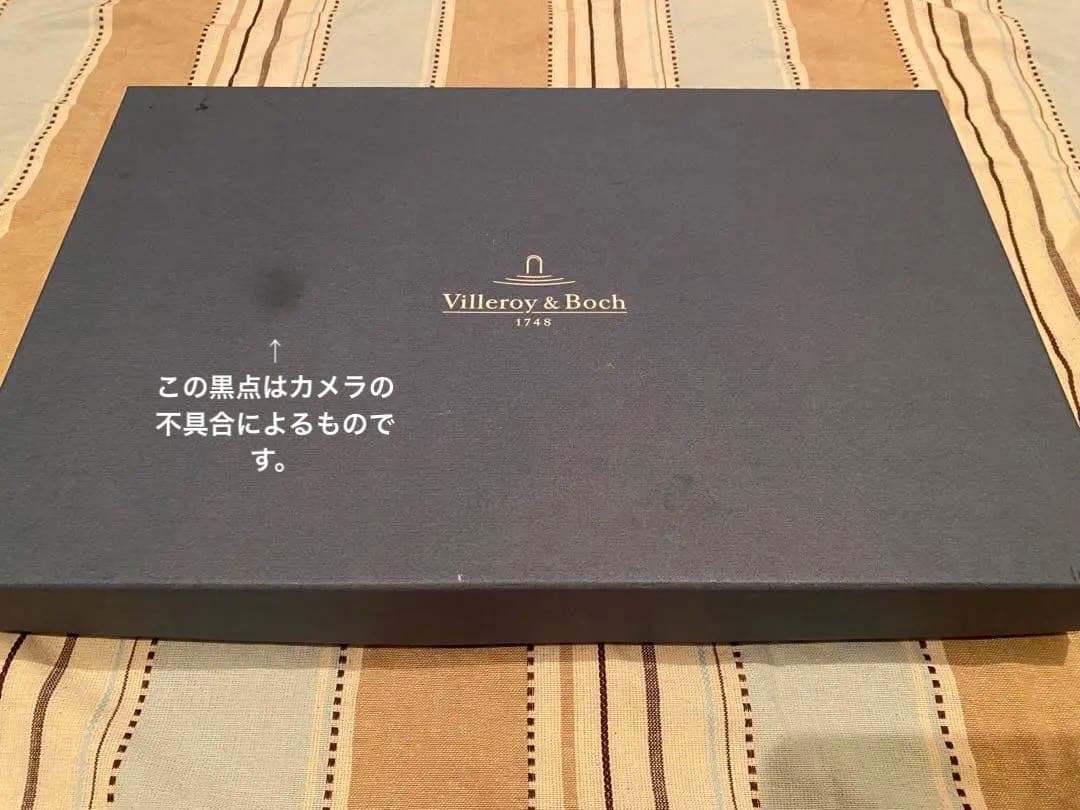 Villeroy & Boch
1748
↑
この黒点はカメラの
不具合によるもので
す。